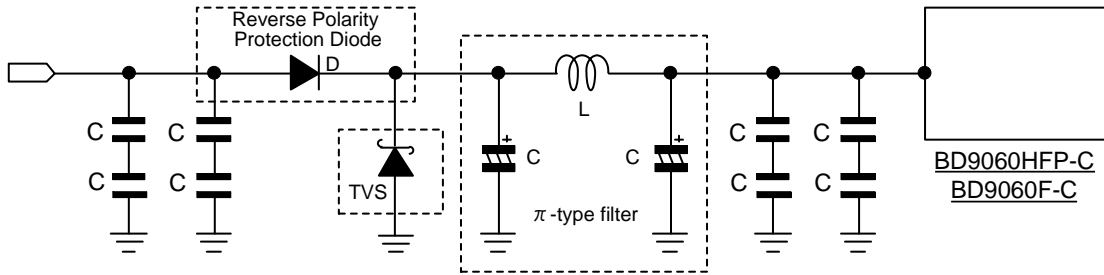 Reverse Polarity
Protection Diode
D
C
C
C
C
TVS
C
+
L
C
+
π-type filter
C
C
C
C
BD9060HFP-C
BD9060F-C